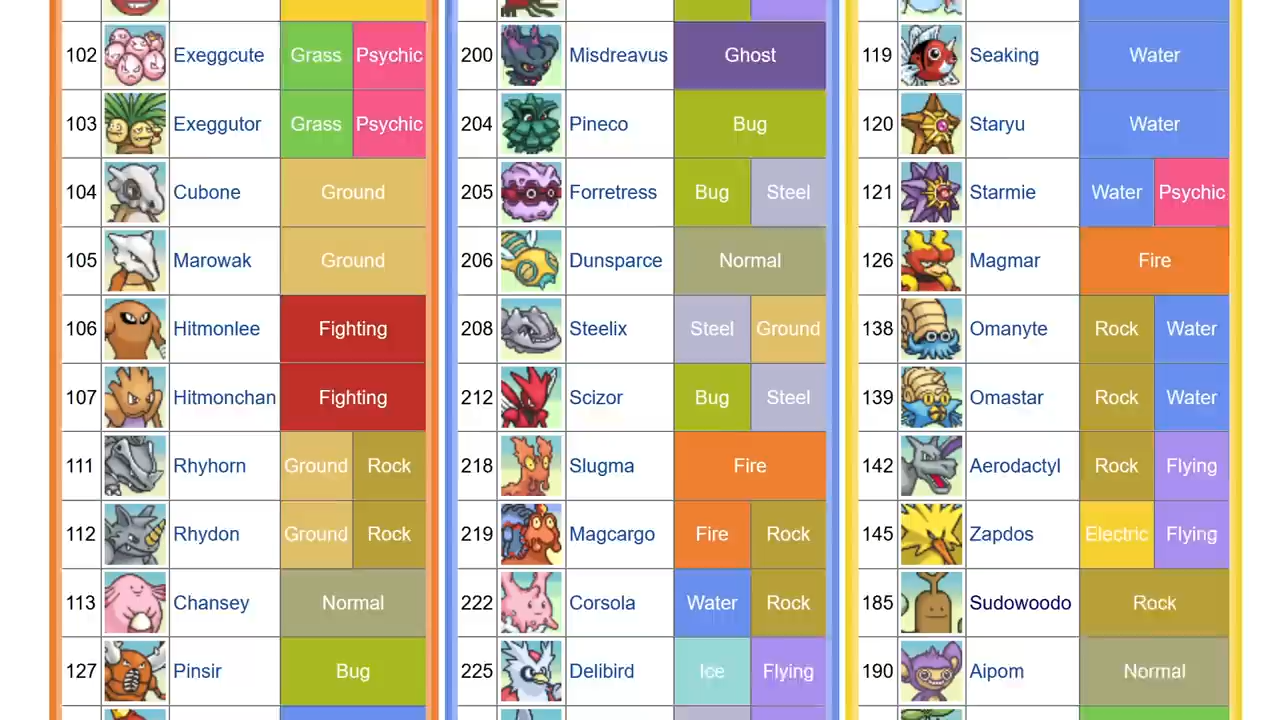 102 Exeggcute Grass Psychic
103 Exeggutor Grass Psychic
104 Cubone Ground
105 Marowak Ground
106 Hitmonlee Fighting
107 Hitmonchan Fighting
111 Rhyhorn Ground Rock
112 Rhydon Ground Rock
113 Chansey Normal
127 Pinsir Bug
200 Misdreavus Ghost
204 Pineco Bug
205 Forretress Bug Steel
206 Dunsparce Normal
208 Steelix Steel Ground
212 Scizor Bug Steel
218 Slugma Fire
219 Magcargo Fire Rock
222 Corsola Water Rock
225 Delibird Ice Flying
119 Seaking Water
120 Staryu Water
121 Starmie Water Psychic
126 Magmar Fire
138 Omanyte Rock Water
139 Omastar Rock Water
142 Aerodactyl Rock Flying
145 Zapdos Electric Flying
185 Sudowoodo Rock
190 Aipom Normal